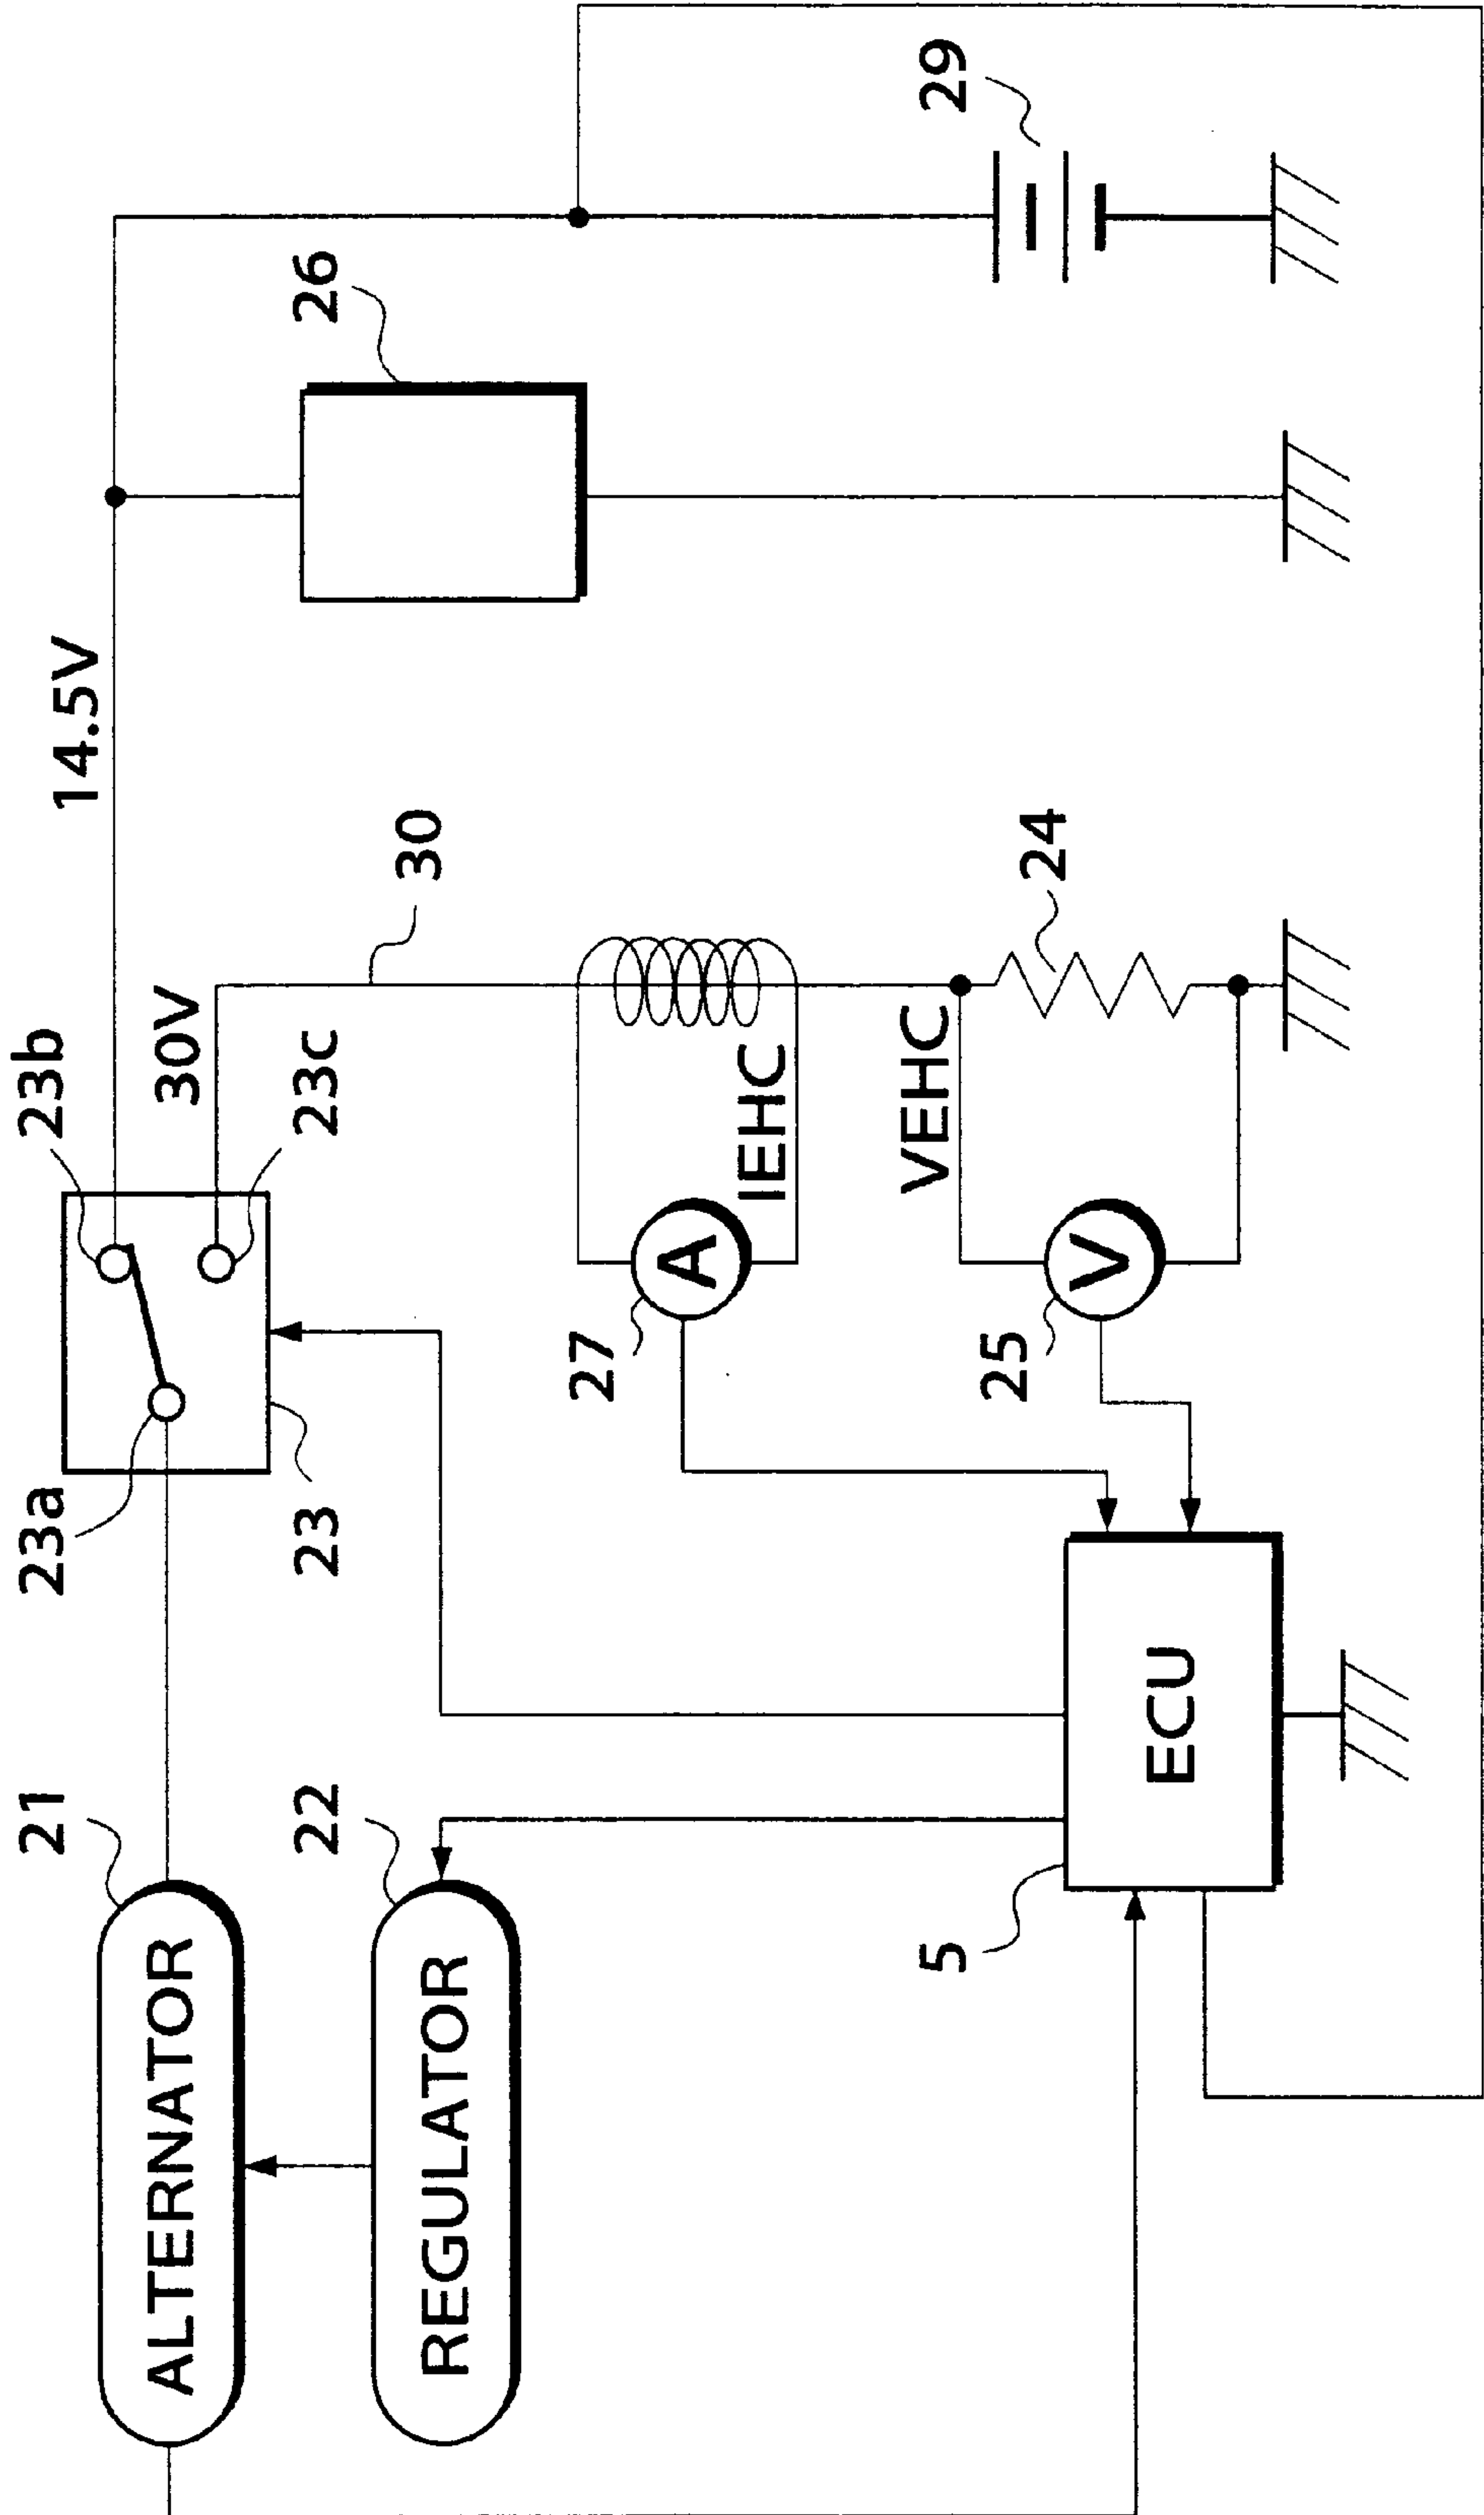 23b
23a
21
14.5V
30V
ALTERNATOR
23c
26
23
22
30
REGULATOR
27
A
IEHC
VEHC
29
5
25
24
V
ECU